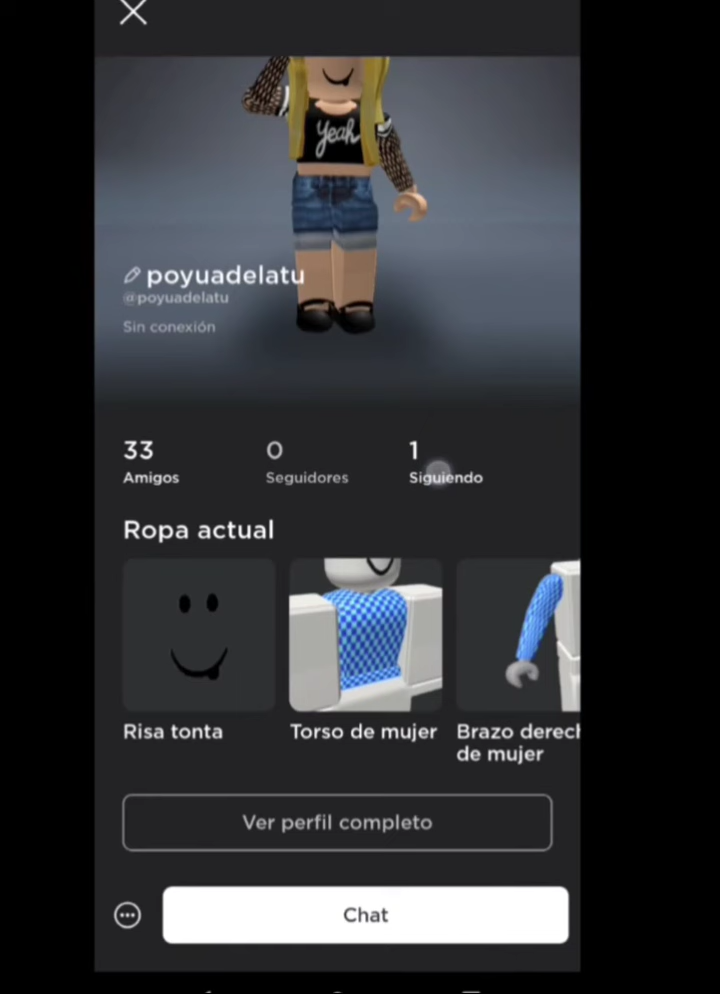 Yeah
poyuadelatu
@poyuadelatu
Sin conexión
33
0
1
Amigos
Seguidores
Siguiendo
Ropa actual
Risa tonta
Torso de mujer
Brazo derech
de mujer
Ver perfil completo
Chat